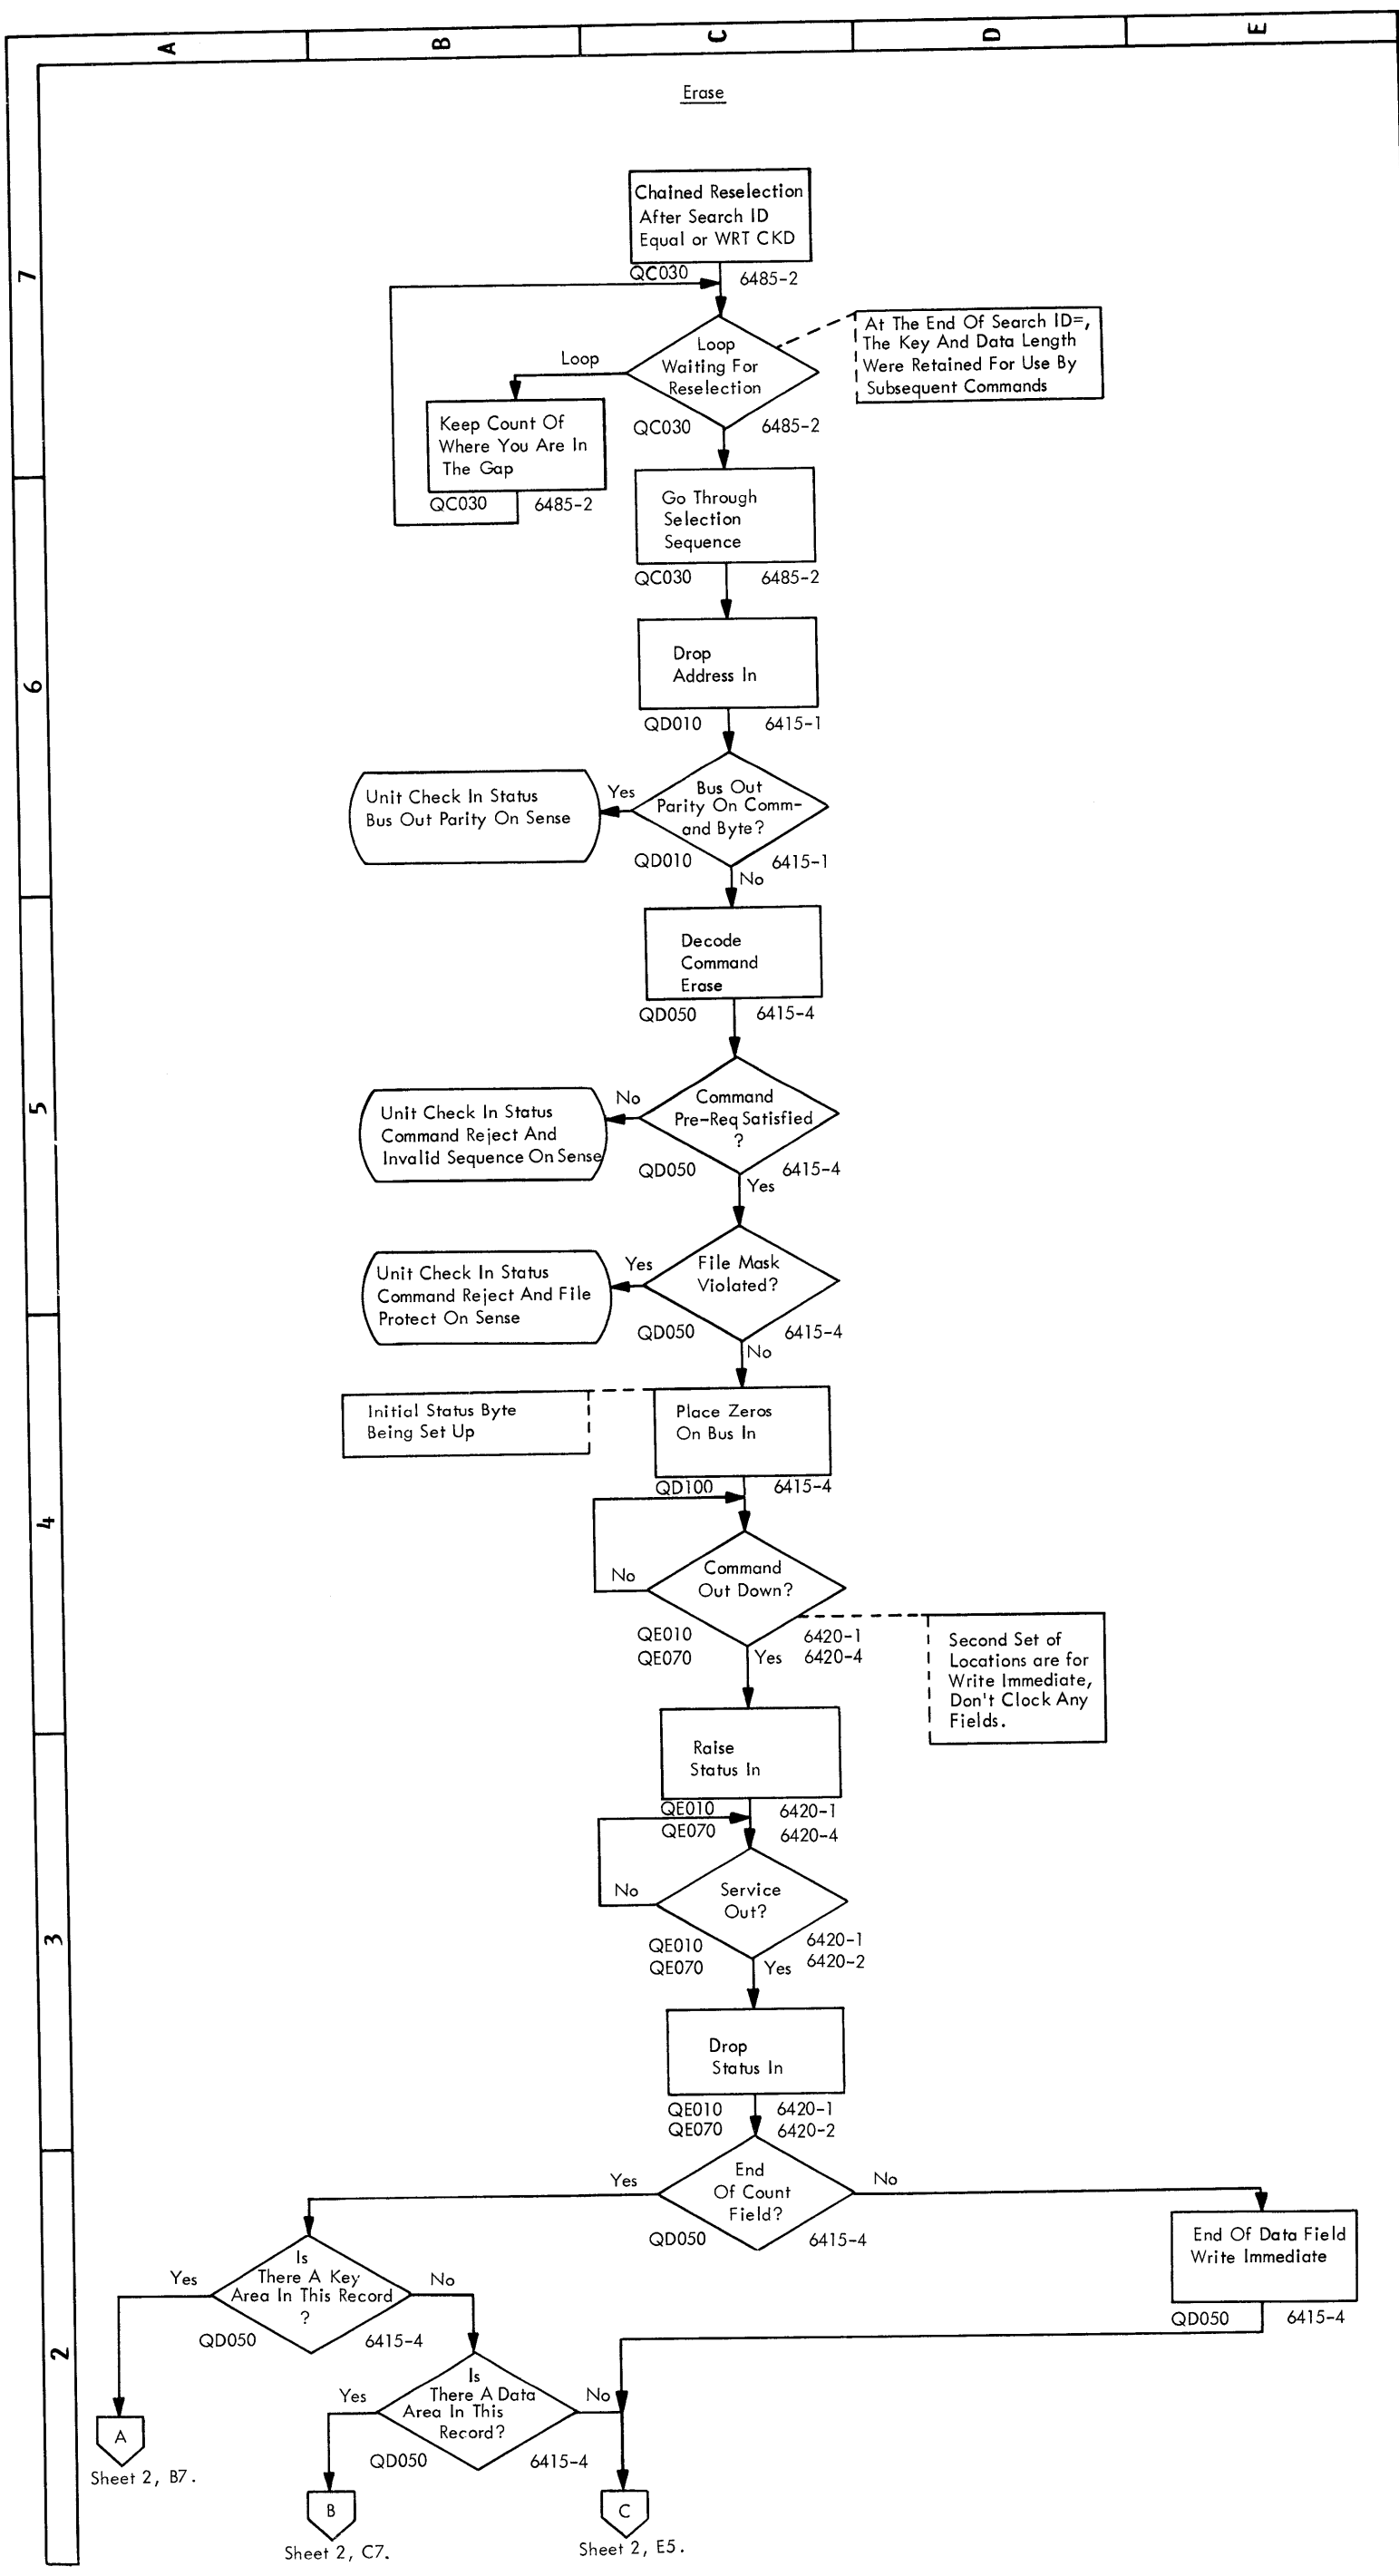 A
B
C
D
E
Erase
Chained Reselection
After Search ID
Equal or WRT CKD
QC030
6485-2
7
Loop
Waiting For
Reselection
Loop
At The End Of Search ID=,
The Key And Data Length
Were Retained For Use By
Subsequent Commands
QC030
6485-2
Keep Count Of
Where You Are In
The Gap
QC030
6485-2
Go Through
Selection
Sequence
QC030
6485-2
6
Drop
Address In
QD010
6415-1
Bus Out
Parity On Comm-
and Byte?
Yes
Unit Check In Status
Bus Out Parity On Sense
QD010
6415-1
No
Decode
Command
Erase
QD050
6415-4
5
Command
Pre-Req Satisfied
?
No
Unit Check In Status
Command Reject And
Invalid Sequence On Sense
QD050
6415-4
Yes
File Mask
Violated?
Yes
Unit Check In Status
Command Reject And File
Protect On Sense
QD050
6415-4
No
Initial Status Byte
Being Set Up
Place Zeros
On Bus In
QD100
6415-4
4
Command
Out Down?
No
QE010
6420-1
QE070
Yes
6420-4
Second Set of
Locations are for
Write Immediate,
Don't Clock Any
Fields.
Raise
Status In
QE010
6420-1
QE070
6420-4
Service
Out?
No
3
QE010
6420-1
QE070
Yes
6420-2
Drop
Status In
QE010
6420-1
QE070
6420-2
End
Of Count
Field?
Yes
No
QD050
6415-4
End Of Data Field
Write Immediate
QD050
6415-4
Is
There A Key
Area In This Record
?
Yes
No
QD050
6415-4
2
Is
There A Data
Area In This
Record?
Yes
No
QD050
6415-4
A
Sheet 2, B7.
B
Sheet 2, C7.
C
Sheet 2, E5.